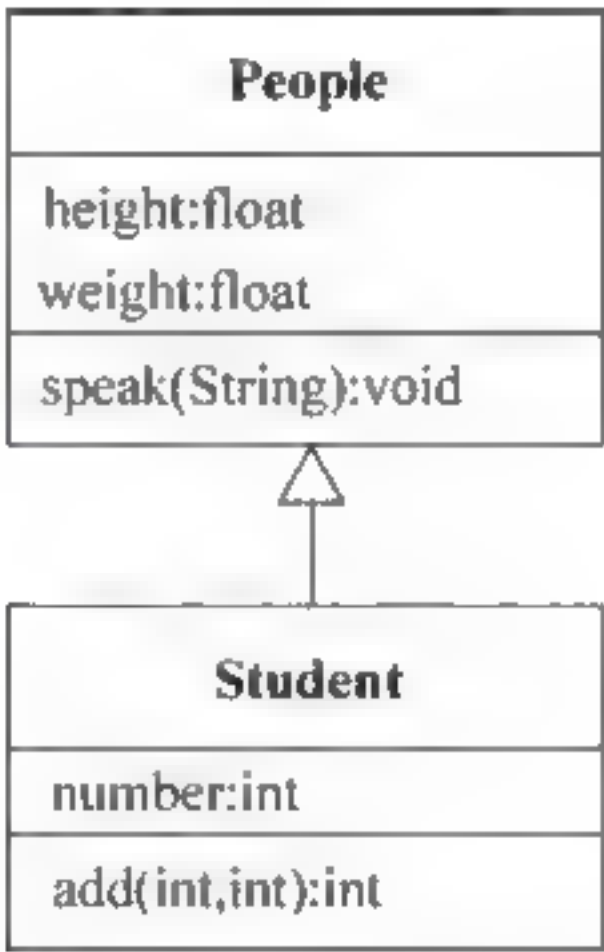 People
height:float
weight:float
speak(String):void
Student
number:int
add(int,int):int